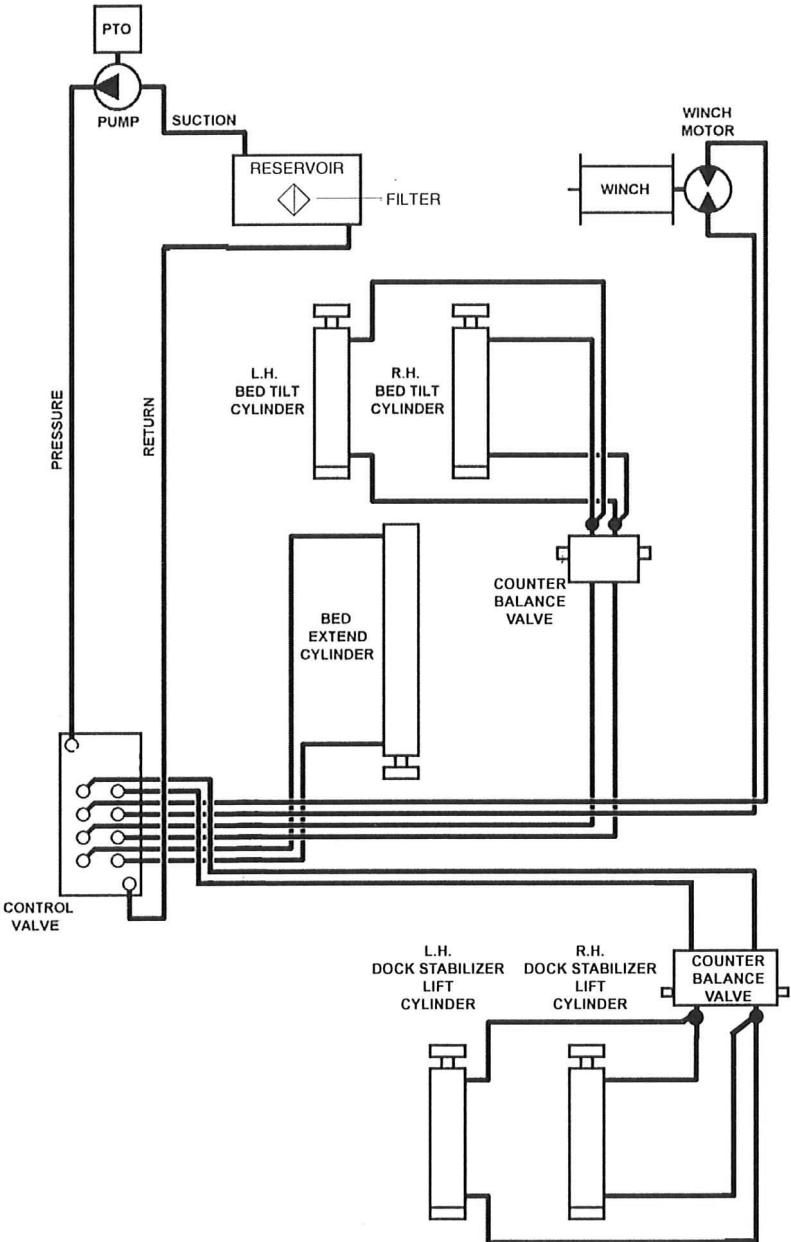 PTO
PUMP
SUCTION
RESERVOIR
FILTER
WINCH
MOTOR
WINCH
PRESSURE
RETURN
L.H.
BED TILT
CYLINDER
R.H.
BED TILT
CYLINDER
COUNTER
BALANCE
VALVE
BED
EXTEND
CYLINDER
CONTROL
VALVE
L.H.
DOCK STABILIZER
LIFT
CYLINDER
R.H.
DOCK STABILIZER
LIFT
CYLINDER
COUNTER
BALANCE
VALVE